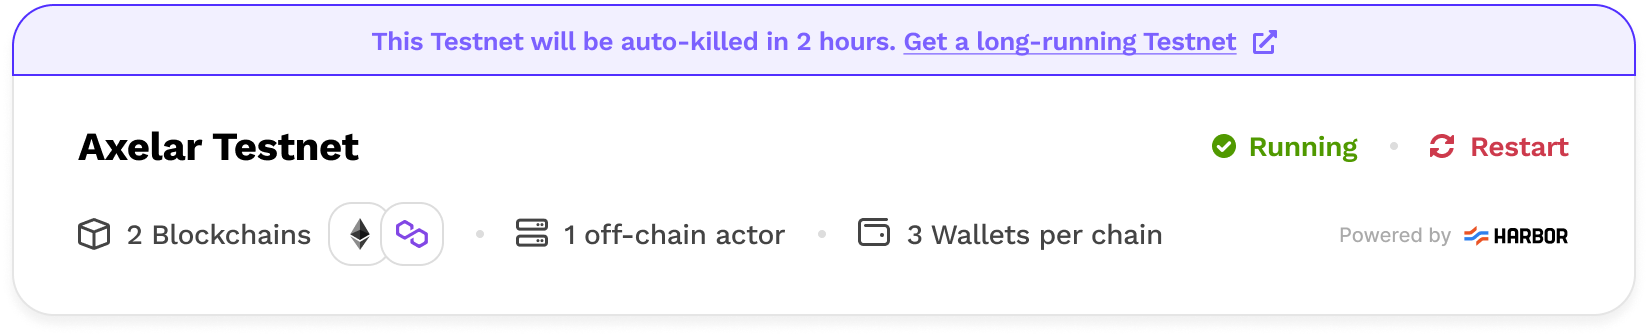 This Testnet will be auto-killed in 2 hours. Get a long-running Testnet
Axelar Testnet
Running • Restart
2 Blockchains • 1 off-chain actor • 3 Wallets per chain
Powered by HARBOR